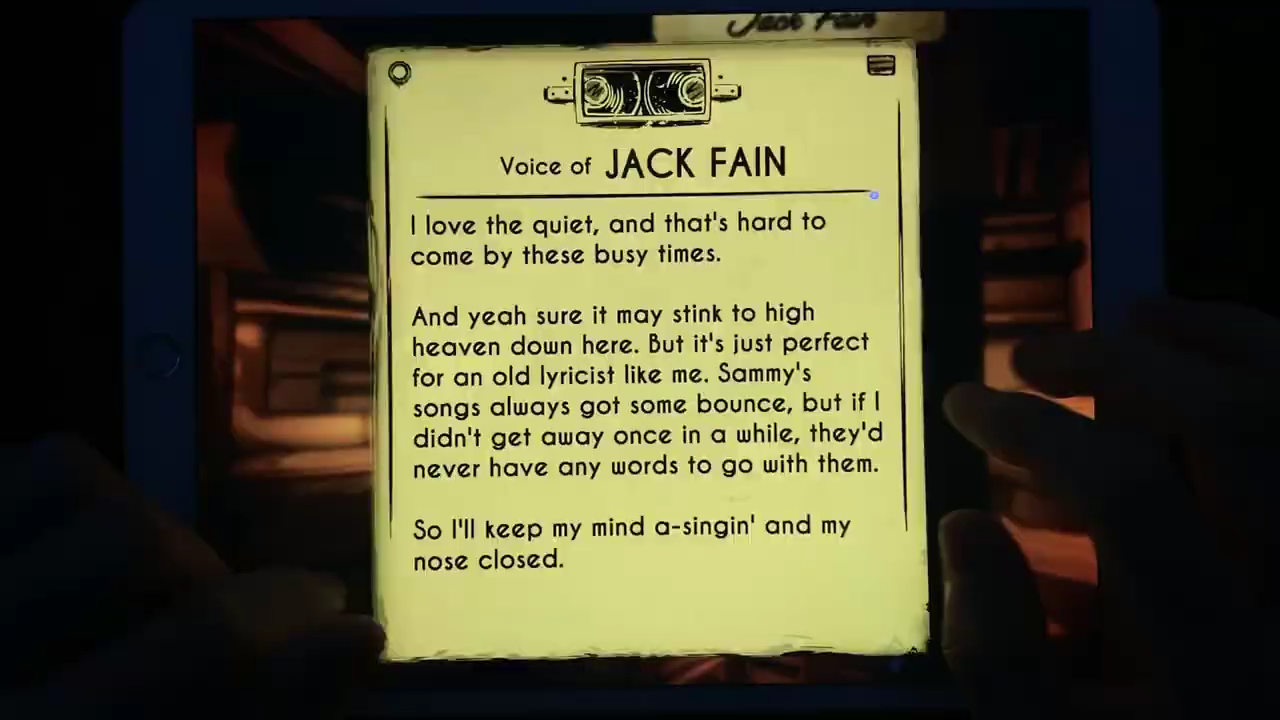 Jack Fain
Voice of JACK FAIN
I love the quiet, and that's hard to
come by these busy times.
And yeah sure it may stink to high
heaven down here. But it's just perfect
for an old lyricist like me. Sammy's
songs always got some bounce, but if I
didn't get away once in a while, they'd
never have any words to go with them.
So I'll keep my mind a-singin' and my
nose closed.